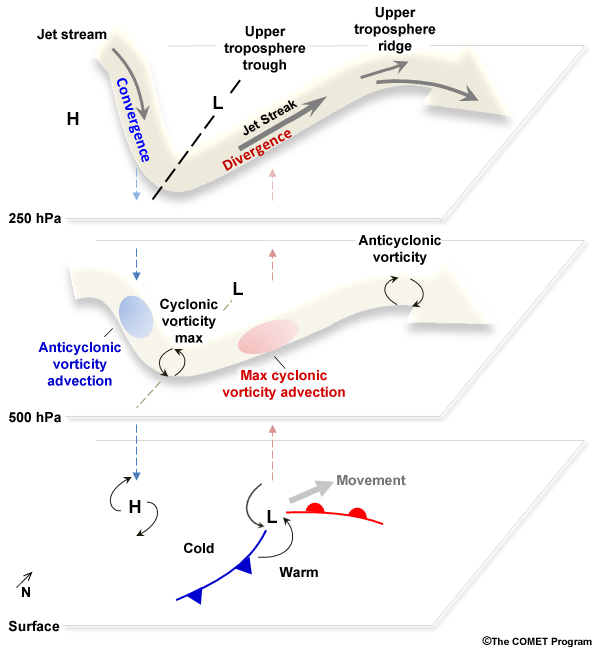 Jet stream
Upper
troposphere
trough
Upper
troposphere
ridge
Convergence
L
H
Jet Streak
Divergence
250 hPa
Anticyclonic
vorticity
L
Cyclonic
vorticity
max
Anticyclonic
vorticity
advection
Max cyclonic
vorticity advection
500 hPa
Movement
H
L
Cold
Warm
N
Surface
©The COMET Program